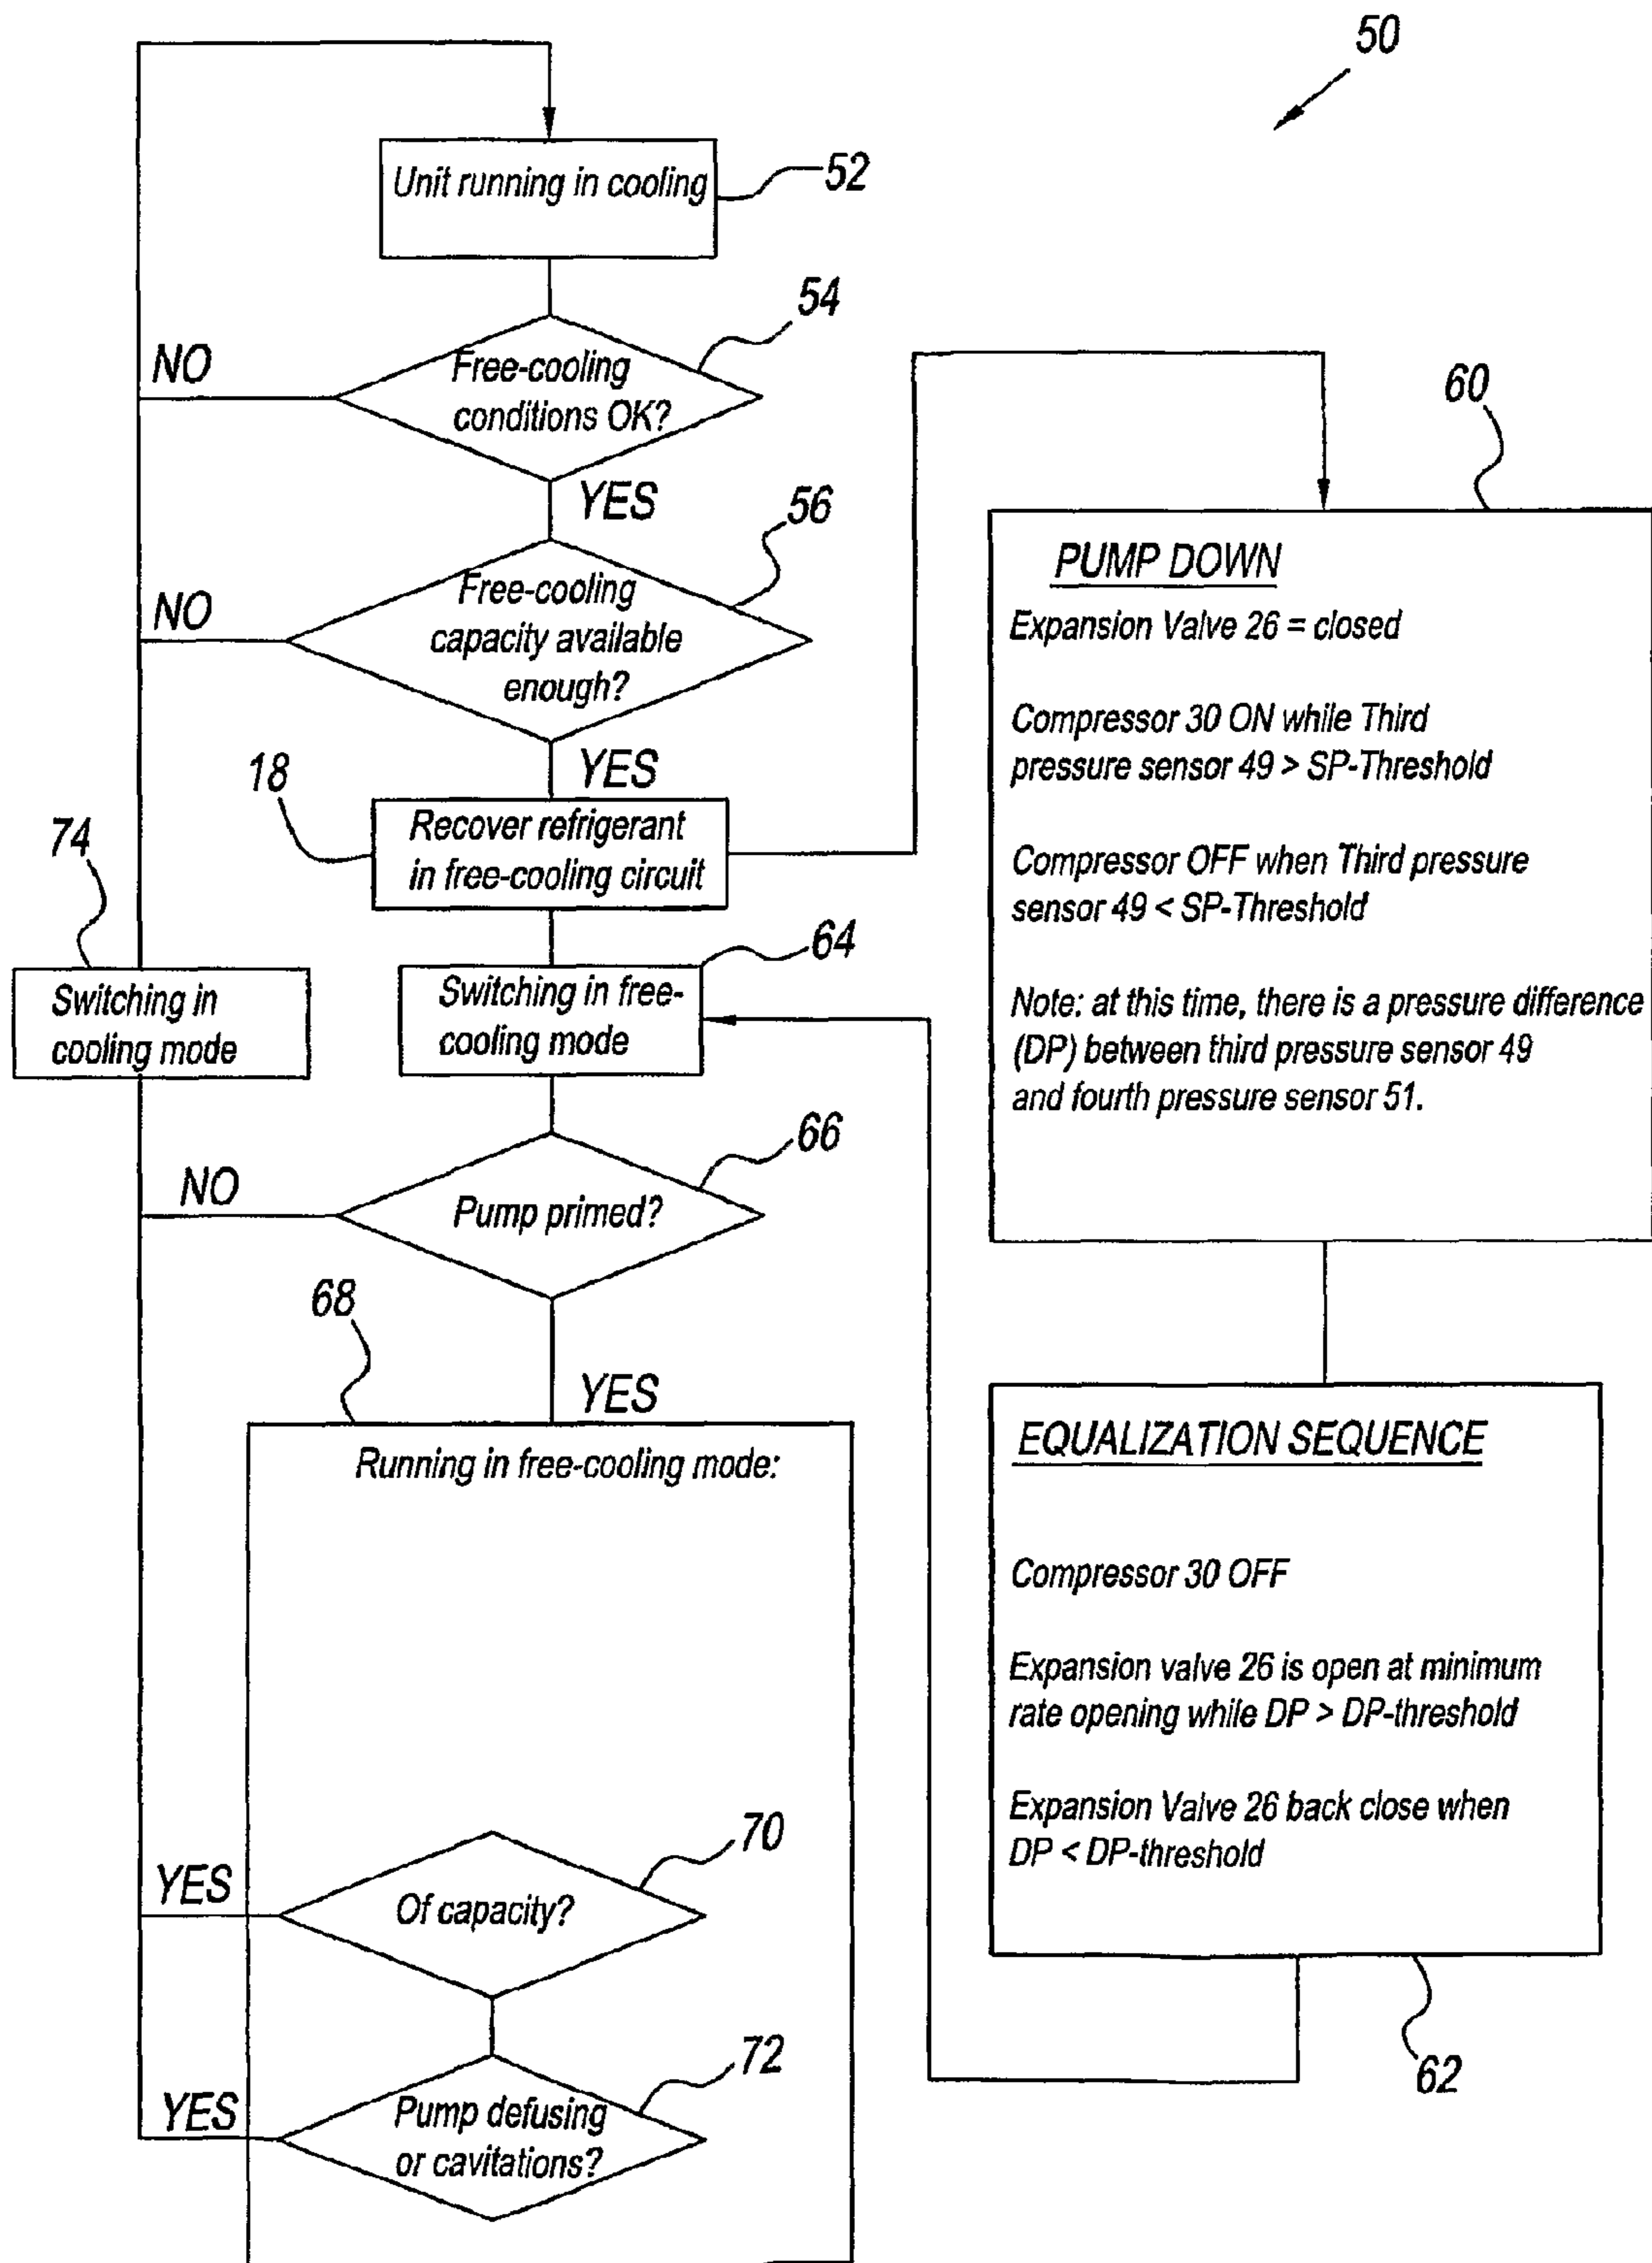 50
Unit running in cooling
52
54
NO
Free-cooling
conditions OK?
YES
56
NO
Free-cooling
capacity available
enough?
YES
18
Recover refrigerant
in free-cooling circuit
60
PUMP DOWN
Expansion Valve 26 = closed
Compressor 30 ON while Third
pressure sensor 49 > SP-Threshold
Compressor OFF when Third pressure
sensor 49 < SP-Threshold
Note: at this time, there is a pressure difference
(DP) between third pressure sensor 49
and fourth pressure sensor 51.
74
Switching in
cooling mode
64
Switching in free-
cooling mode
66
NO
Pump primed?
YES
68
Running in free-cooling mode:
EQUALIZATION SEQUENCE
Compressor 30 OFF
Expansion valve 26 is open at minimum
rate opening while DP > DP-threshold
Expansion Valve 26 back close when
DP < DP-threshold
62
70
YES
Of capacity?
72
YES
Pump defusing
or cavitations?